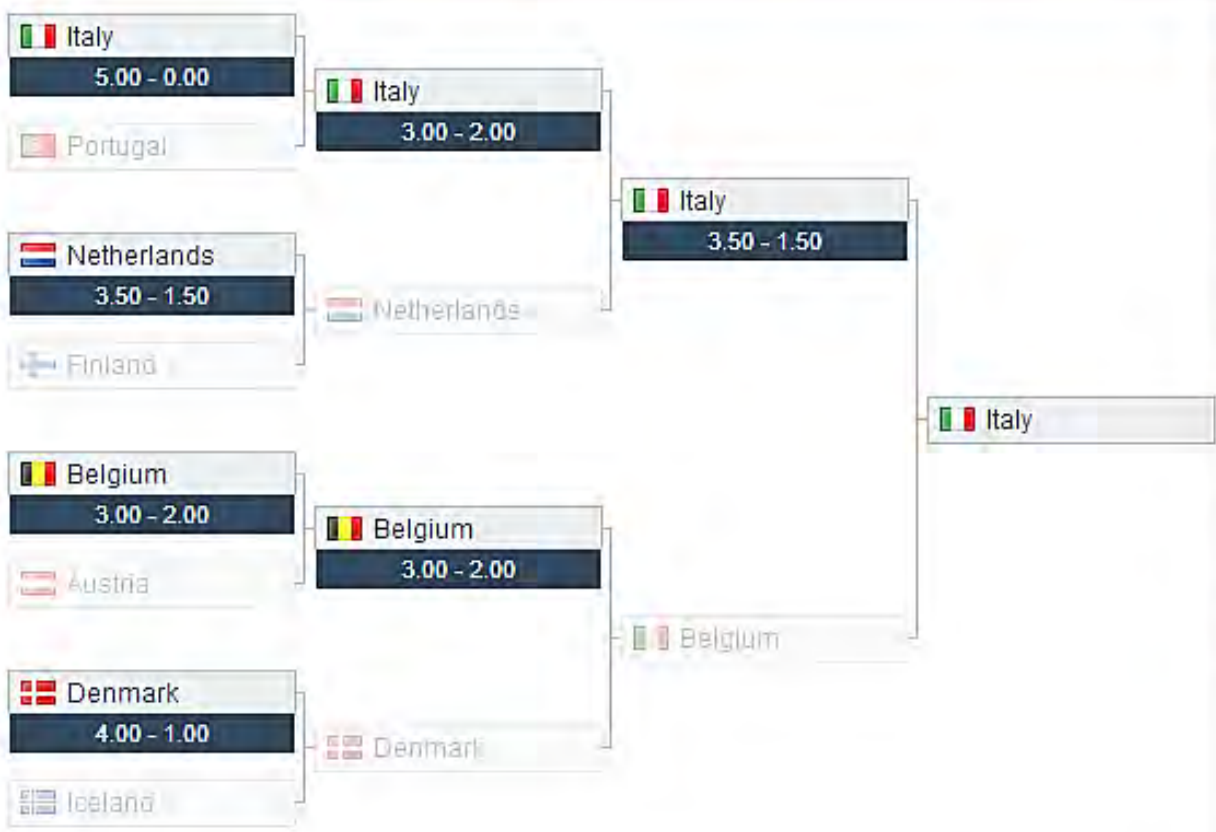 Italy
5.00 - 0.00
Portugal
Netherlands
3.50 - 1.50
Finland
Belgium
3.00 - 2.00
Austria
Denmark
4.00 - 1.00
Iceland
Italy
3.00 - 2.00
Netherlands
Belgium
3.00 - 2.00
Denmark
Italy
3.50 - 1.50
Belgium
Italy